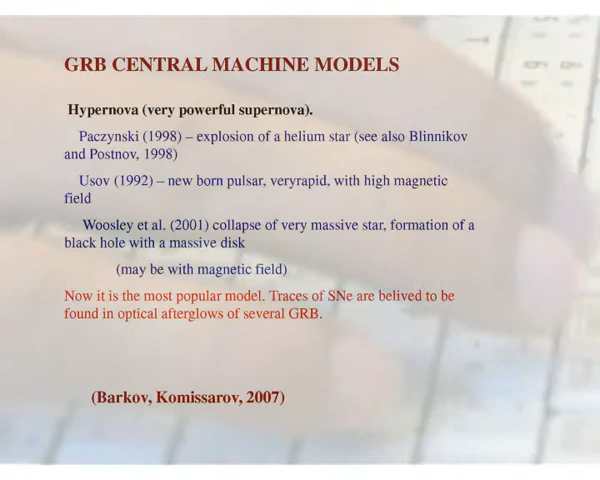 GRB CENTRAL MACHINE MODELS
Hypernova (very powerful supernova).
Paczynski (1998) – explosion of a helium star (see also Blinnikov
and Postnov, 1998)
Usov (1992) – new born pulsar, veryrapid, with high magnetic
field
Woosley et al. (2001) collapse of very massive star, formation of a
black hole with a massive disk
(may be with magnetic field)
Now it is the most popular model. Traces of SNe are belived to be
found in optical afterglows of several GRB.
(Barkov, Komissarov, 2007)